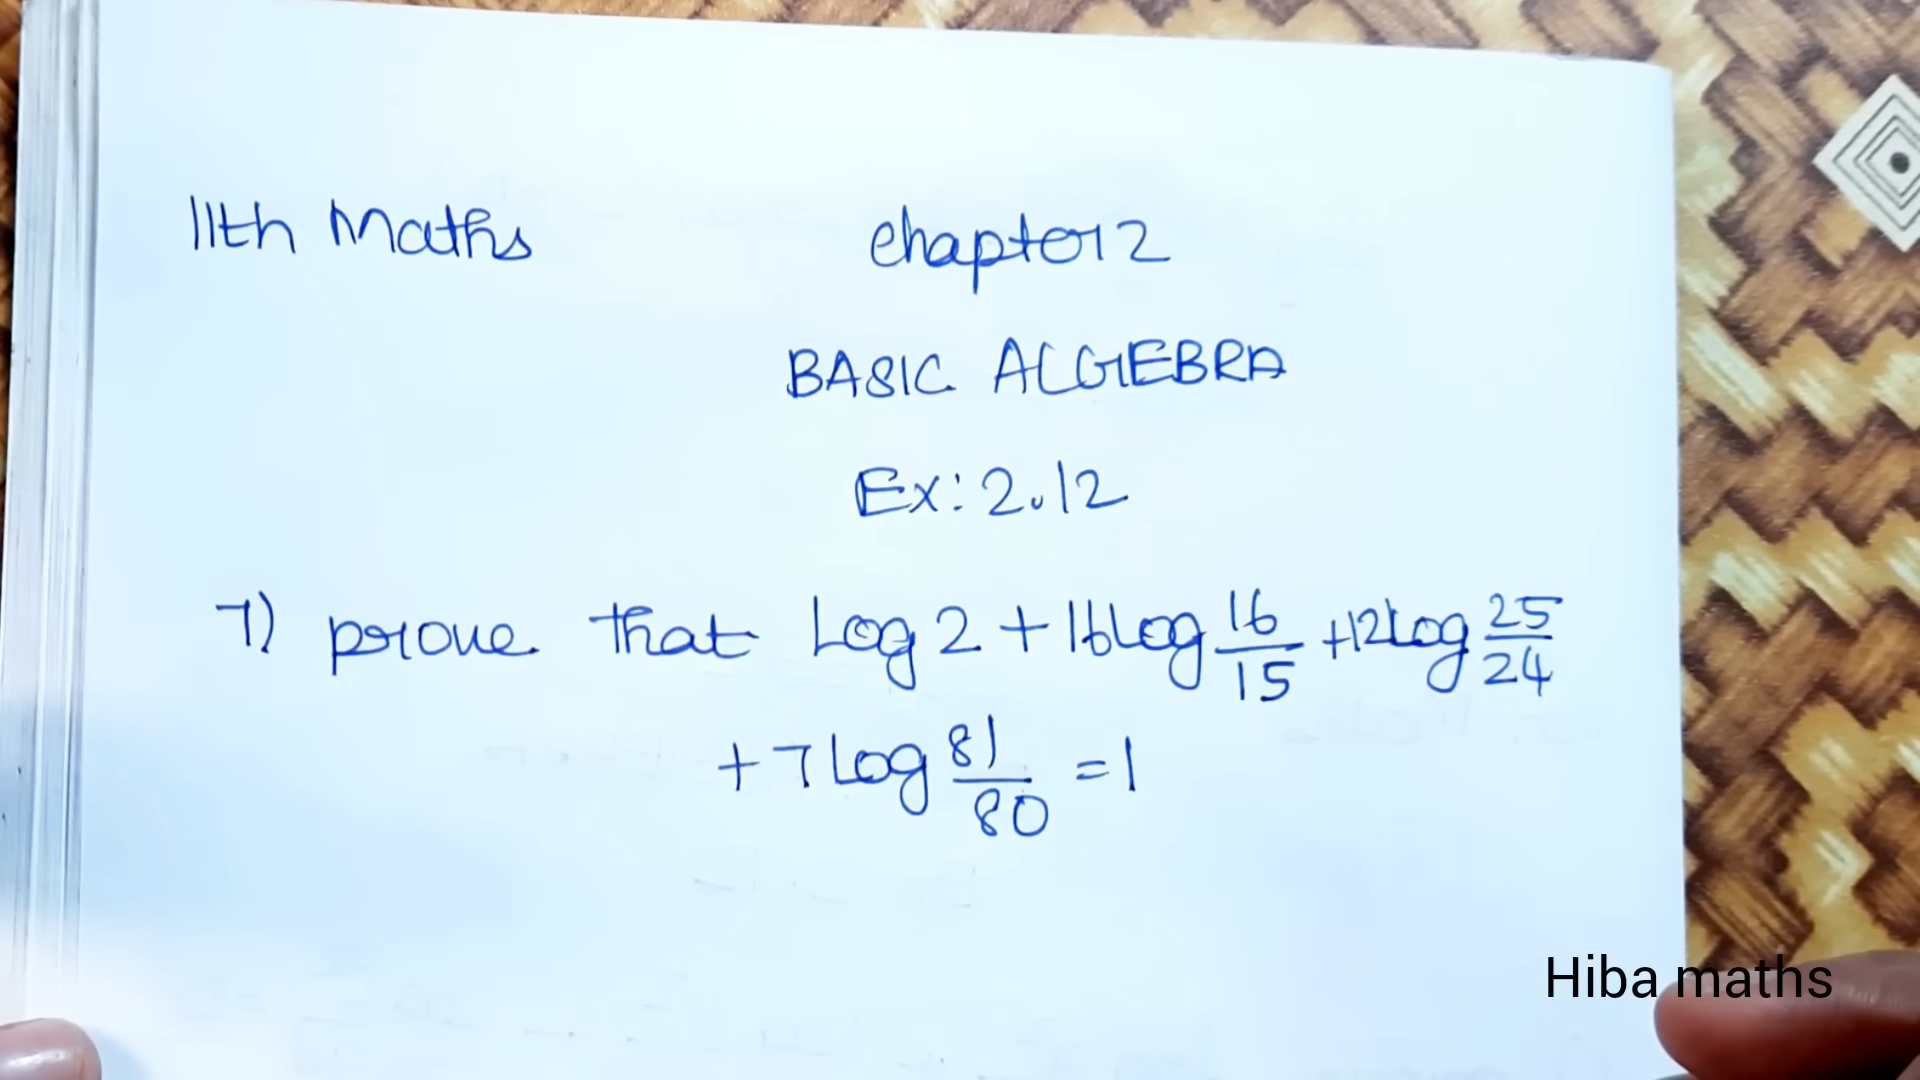 11th Maths chapter 2
BASIC ALGEBRA
Ex: 2.12
7) prove that Log 2 + 16 Log 16/15 + 12 Log 25/24
+ 7 Log 81/80 = 1
Hiba maths